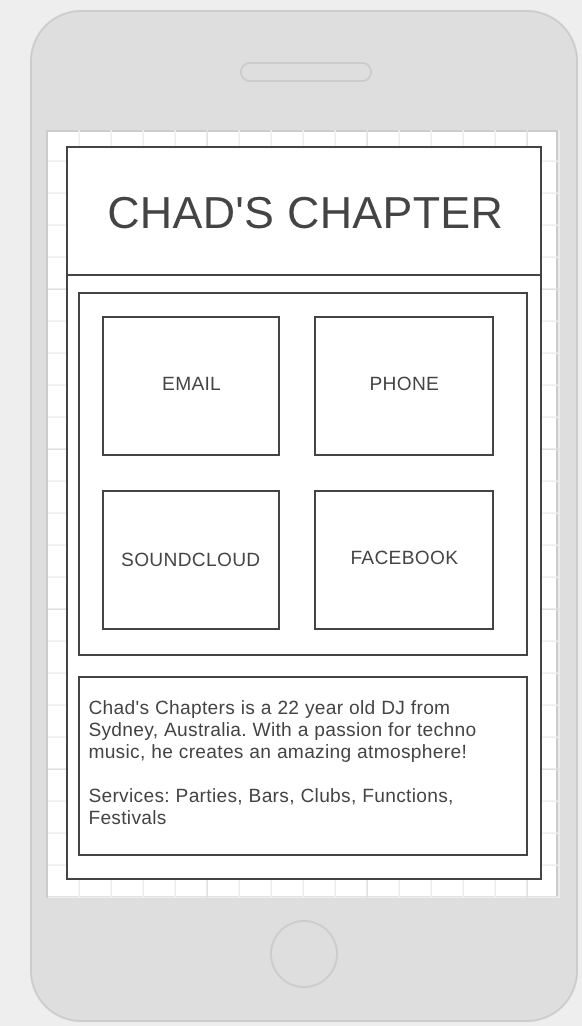 CHAD'S CHAPTER
EMAIL
PHONE
SOUNDCLOUD
FACEBOOK
Chad's Chapters is a 22 year old DJ from
Sydney, Australia. With a passion for techno
music, he creates an amazing atmosphere!
Services: Parties, Bars, Clubs, Functions,
Festivals